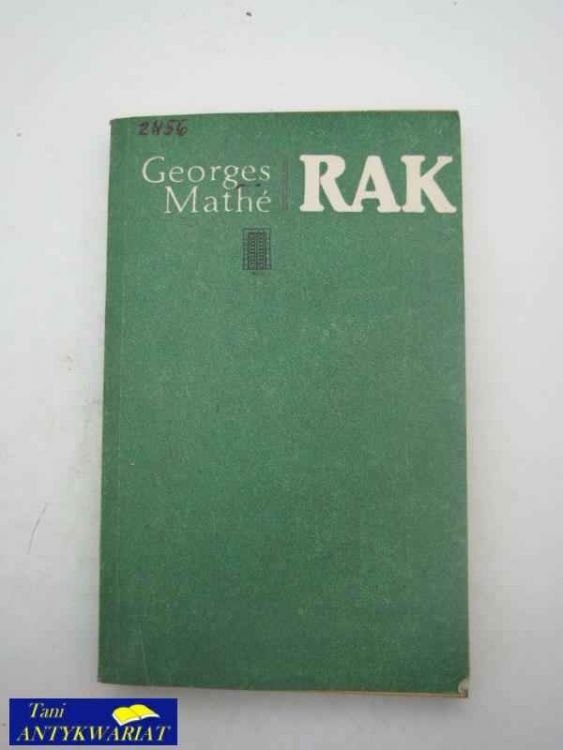 2456
Georges
Mathé
RAK
Tani
ANTYKWARIAT